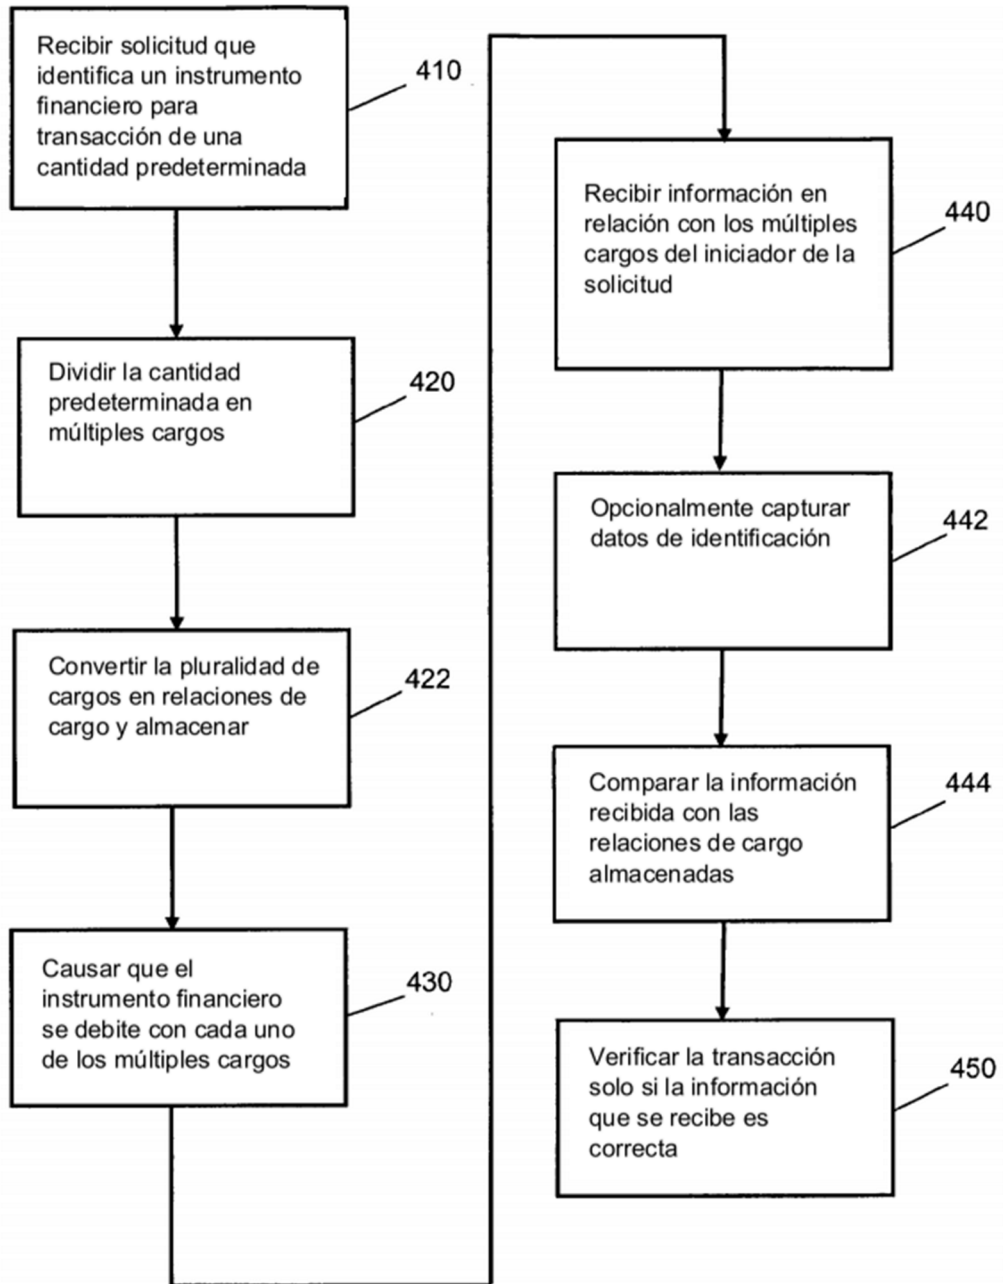 Recibir solicitud que
identifica un instrumento
financiero para
transacción de una
cantidad predeterminada
410
Dividir la cantidad
predeterminada en
múltiples cargos
420
Convertir la pluralidad de
cargos en relaciones de
cargo y almacenar
422
Causar que el
instrumento financiero
se debite con cada uno
de los múltiples cargos
430
Recibir información en
relación con los múltiples
cargos del iniciador de la
solicitud
440
Opcionalmente capturar
datos de identificación
442
Comparar la información
recibida con las
relaciones de cargo
almacenadas
444
Verificar la transacción
solo si la información
que se recibe es
correcta
450